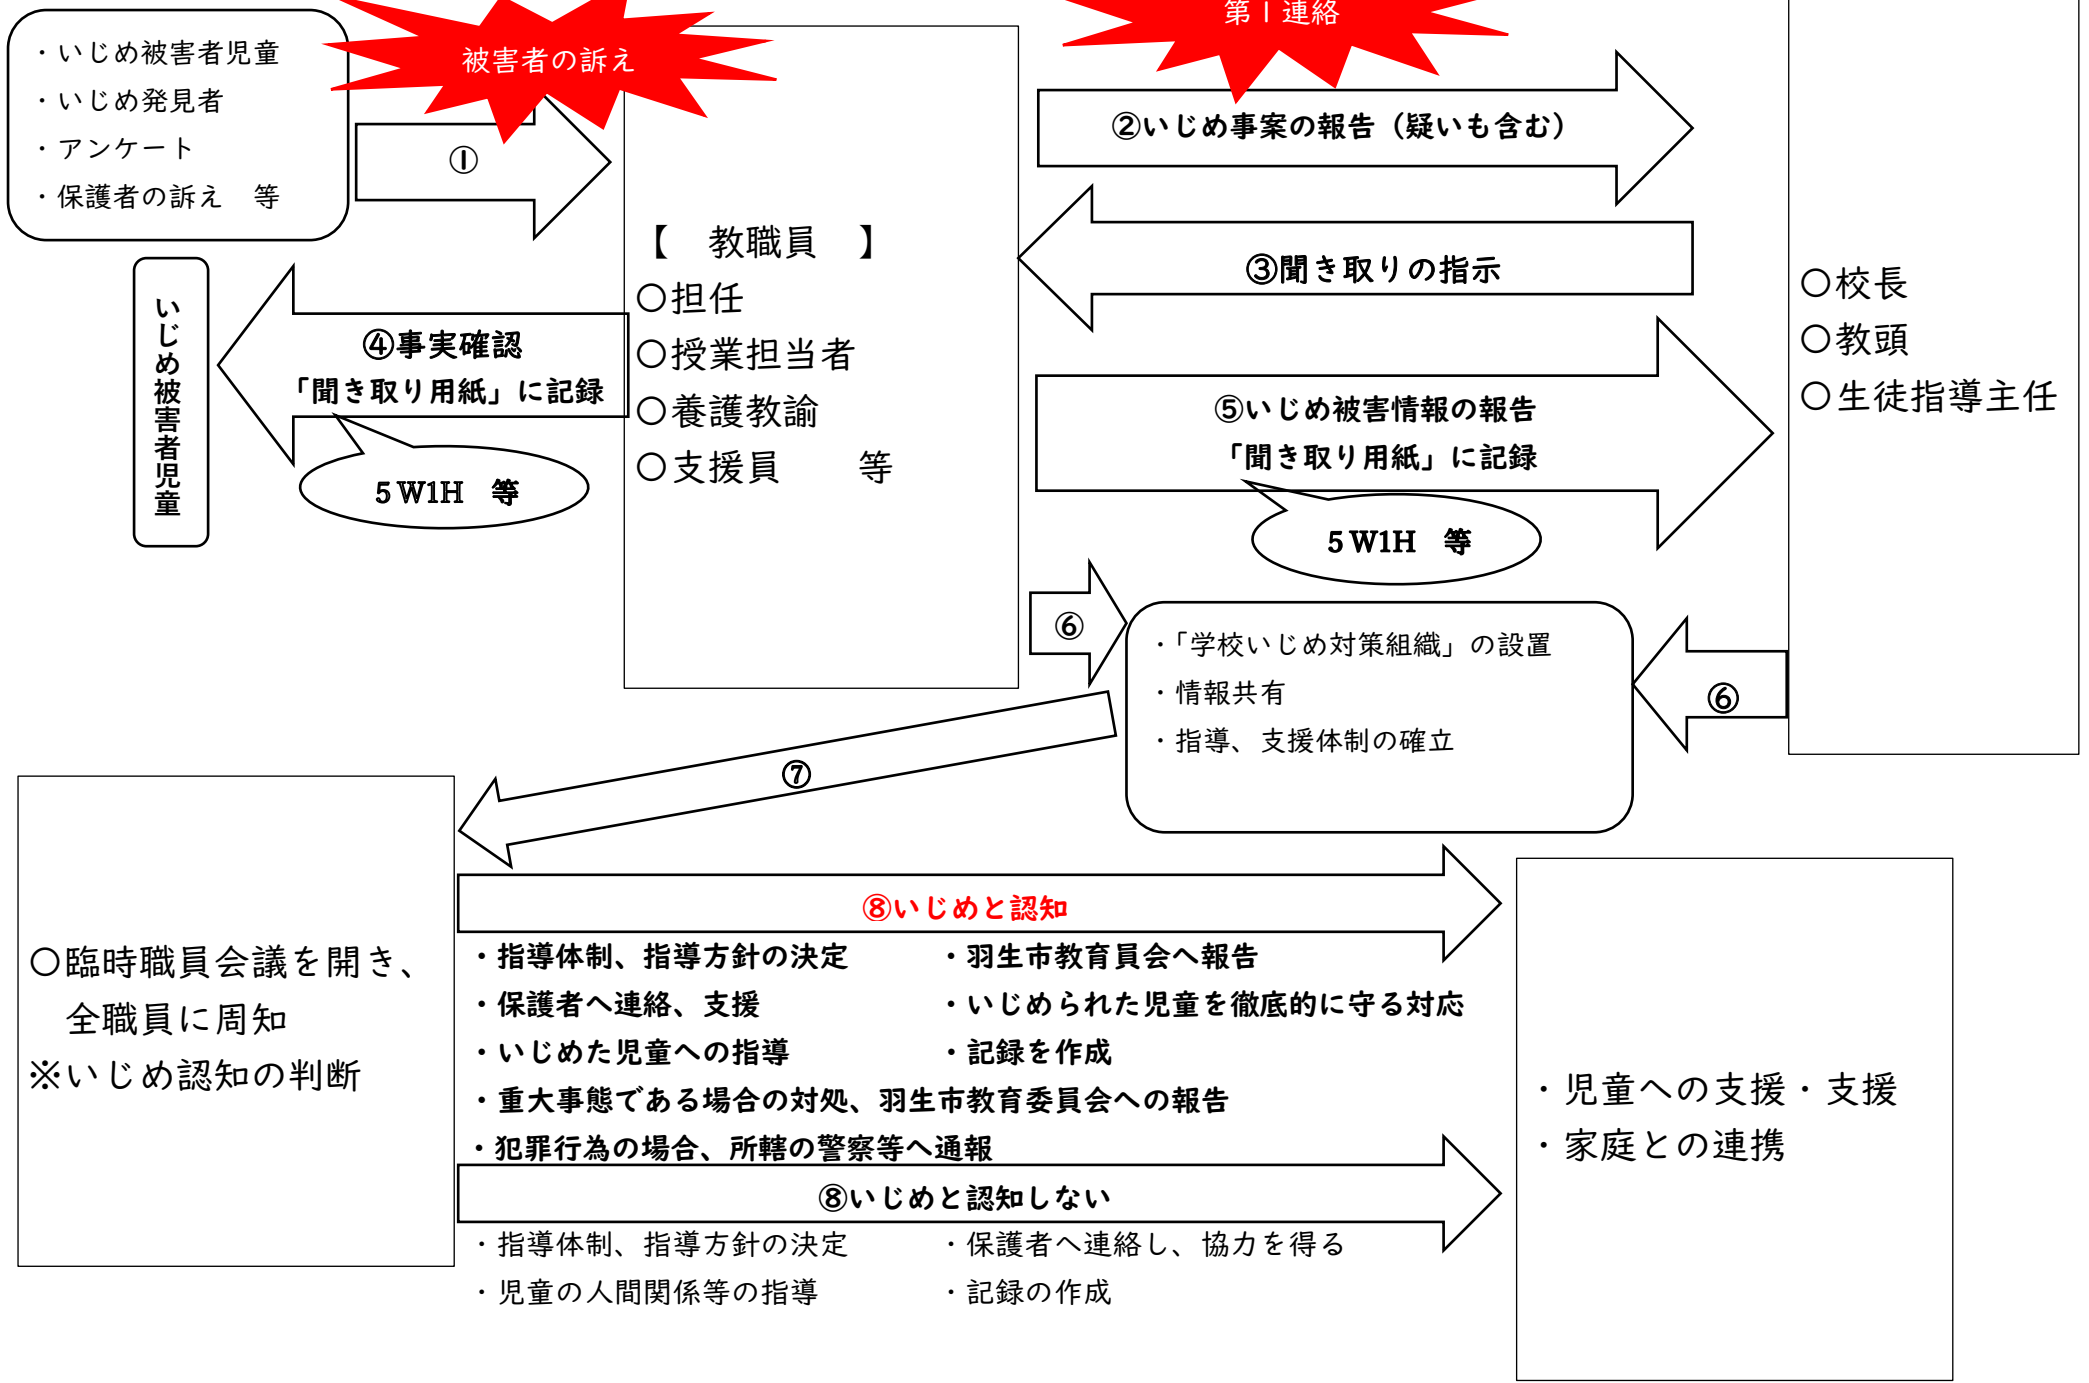 ・いじめ被害者児童
・いじめ発見者
・アンケート
・保護者の訴え　等
被害者の訴え
①
第1連絡
②いじめ事案の報告（疑いも含む）
③聞き取りの指示
【　教職員　】
○担任
○授業担当者
○養護教諭
○支援員　　等
○校長
○教頭
○生徒指導主任
いじめ被害者児童
④事実確認
「聞き取り用紙」に記録
5W1H　等
⑤いじめ被害情報の報告
「聞き取り用紙」に記録
5W1H　等
⑥
・「学校いじめ対策組織」の設置
・情報共有
・指導、支援体制の確立
⑥
⑦
○臨時職員会議を開き、
全職員に周知
※いじめ認知の判断
⑧いじめと認知
・指導体制、指導方針の決定　　　・羽生市教育員会へ報告
・保護者へ連絡、支援　　　・いじめられた児童を徹底的に守る対応
・いじめた児童への指導　　　・記録を作成
・重大事態である場合の対処、羽生市教育委員会への報告
・犯罪行為の場合、所轄の警察等へ通報
⑧いじめと認知しない
・指導体制、指導方針の決定　　　・保護者へ連絡し、協力を得る
・児童の人間関係等の指導　　　・記録の作成
・児童への支援・支援
・家庭との連携